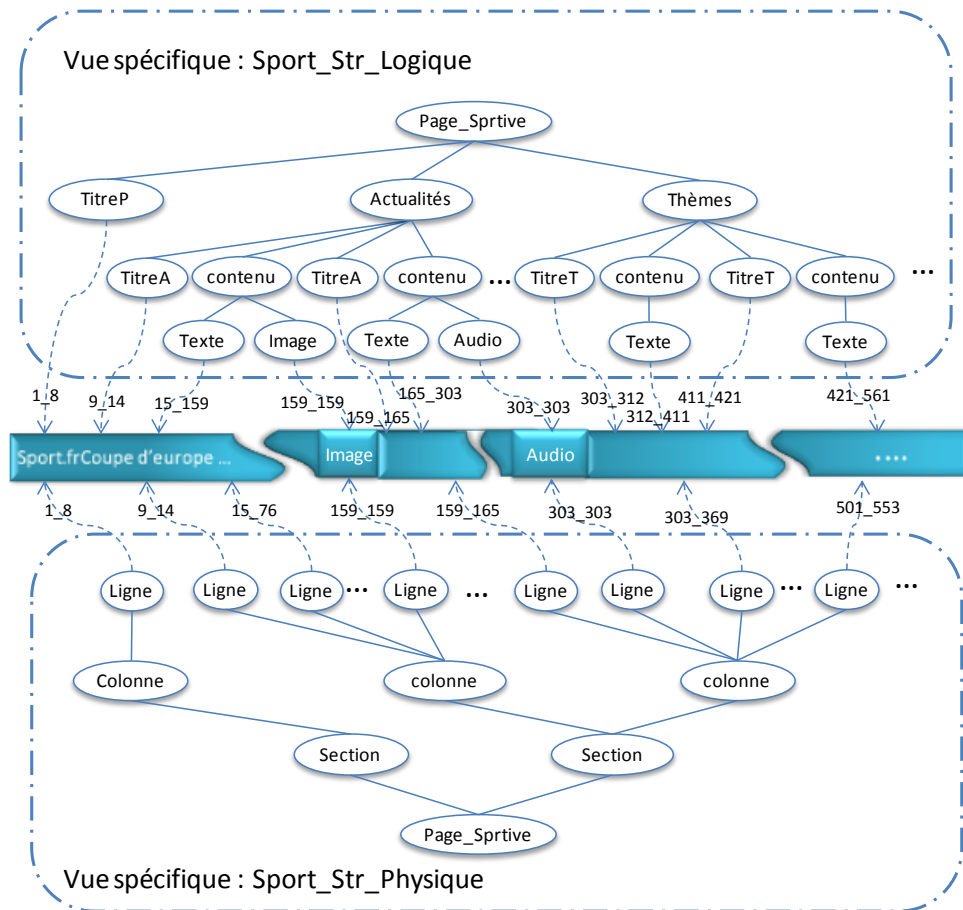 Vue spécifique : Sport_Str_Logique
Page_Sprtive
TitreP Actualités Thèmes
TitreA contenu TitreA contenu ... TitreT contenu TitreT contenu ...
Texte Image Texte Audio Texte Texte
1_8 9_14 15_159 159_159 165_303 303_303 303_312 411_421 421_561
159_165 312_411
Sport.frCoupe d'europe ... Image Audio ....
1_8 9_14 15_76 159_159 159_165 303_303 303_369 501_553
Ligne Ligne Ligne ... Ligne ... Ligne Ligne Ligne ... Ligne ...
Colonne colonne colonne
Section Section
Page_Sprtive
Vue spécifique : Sport_Str_Physique